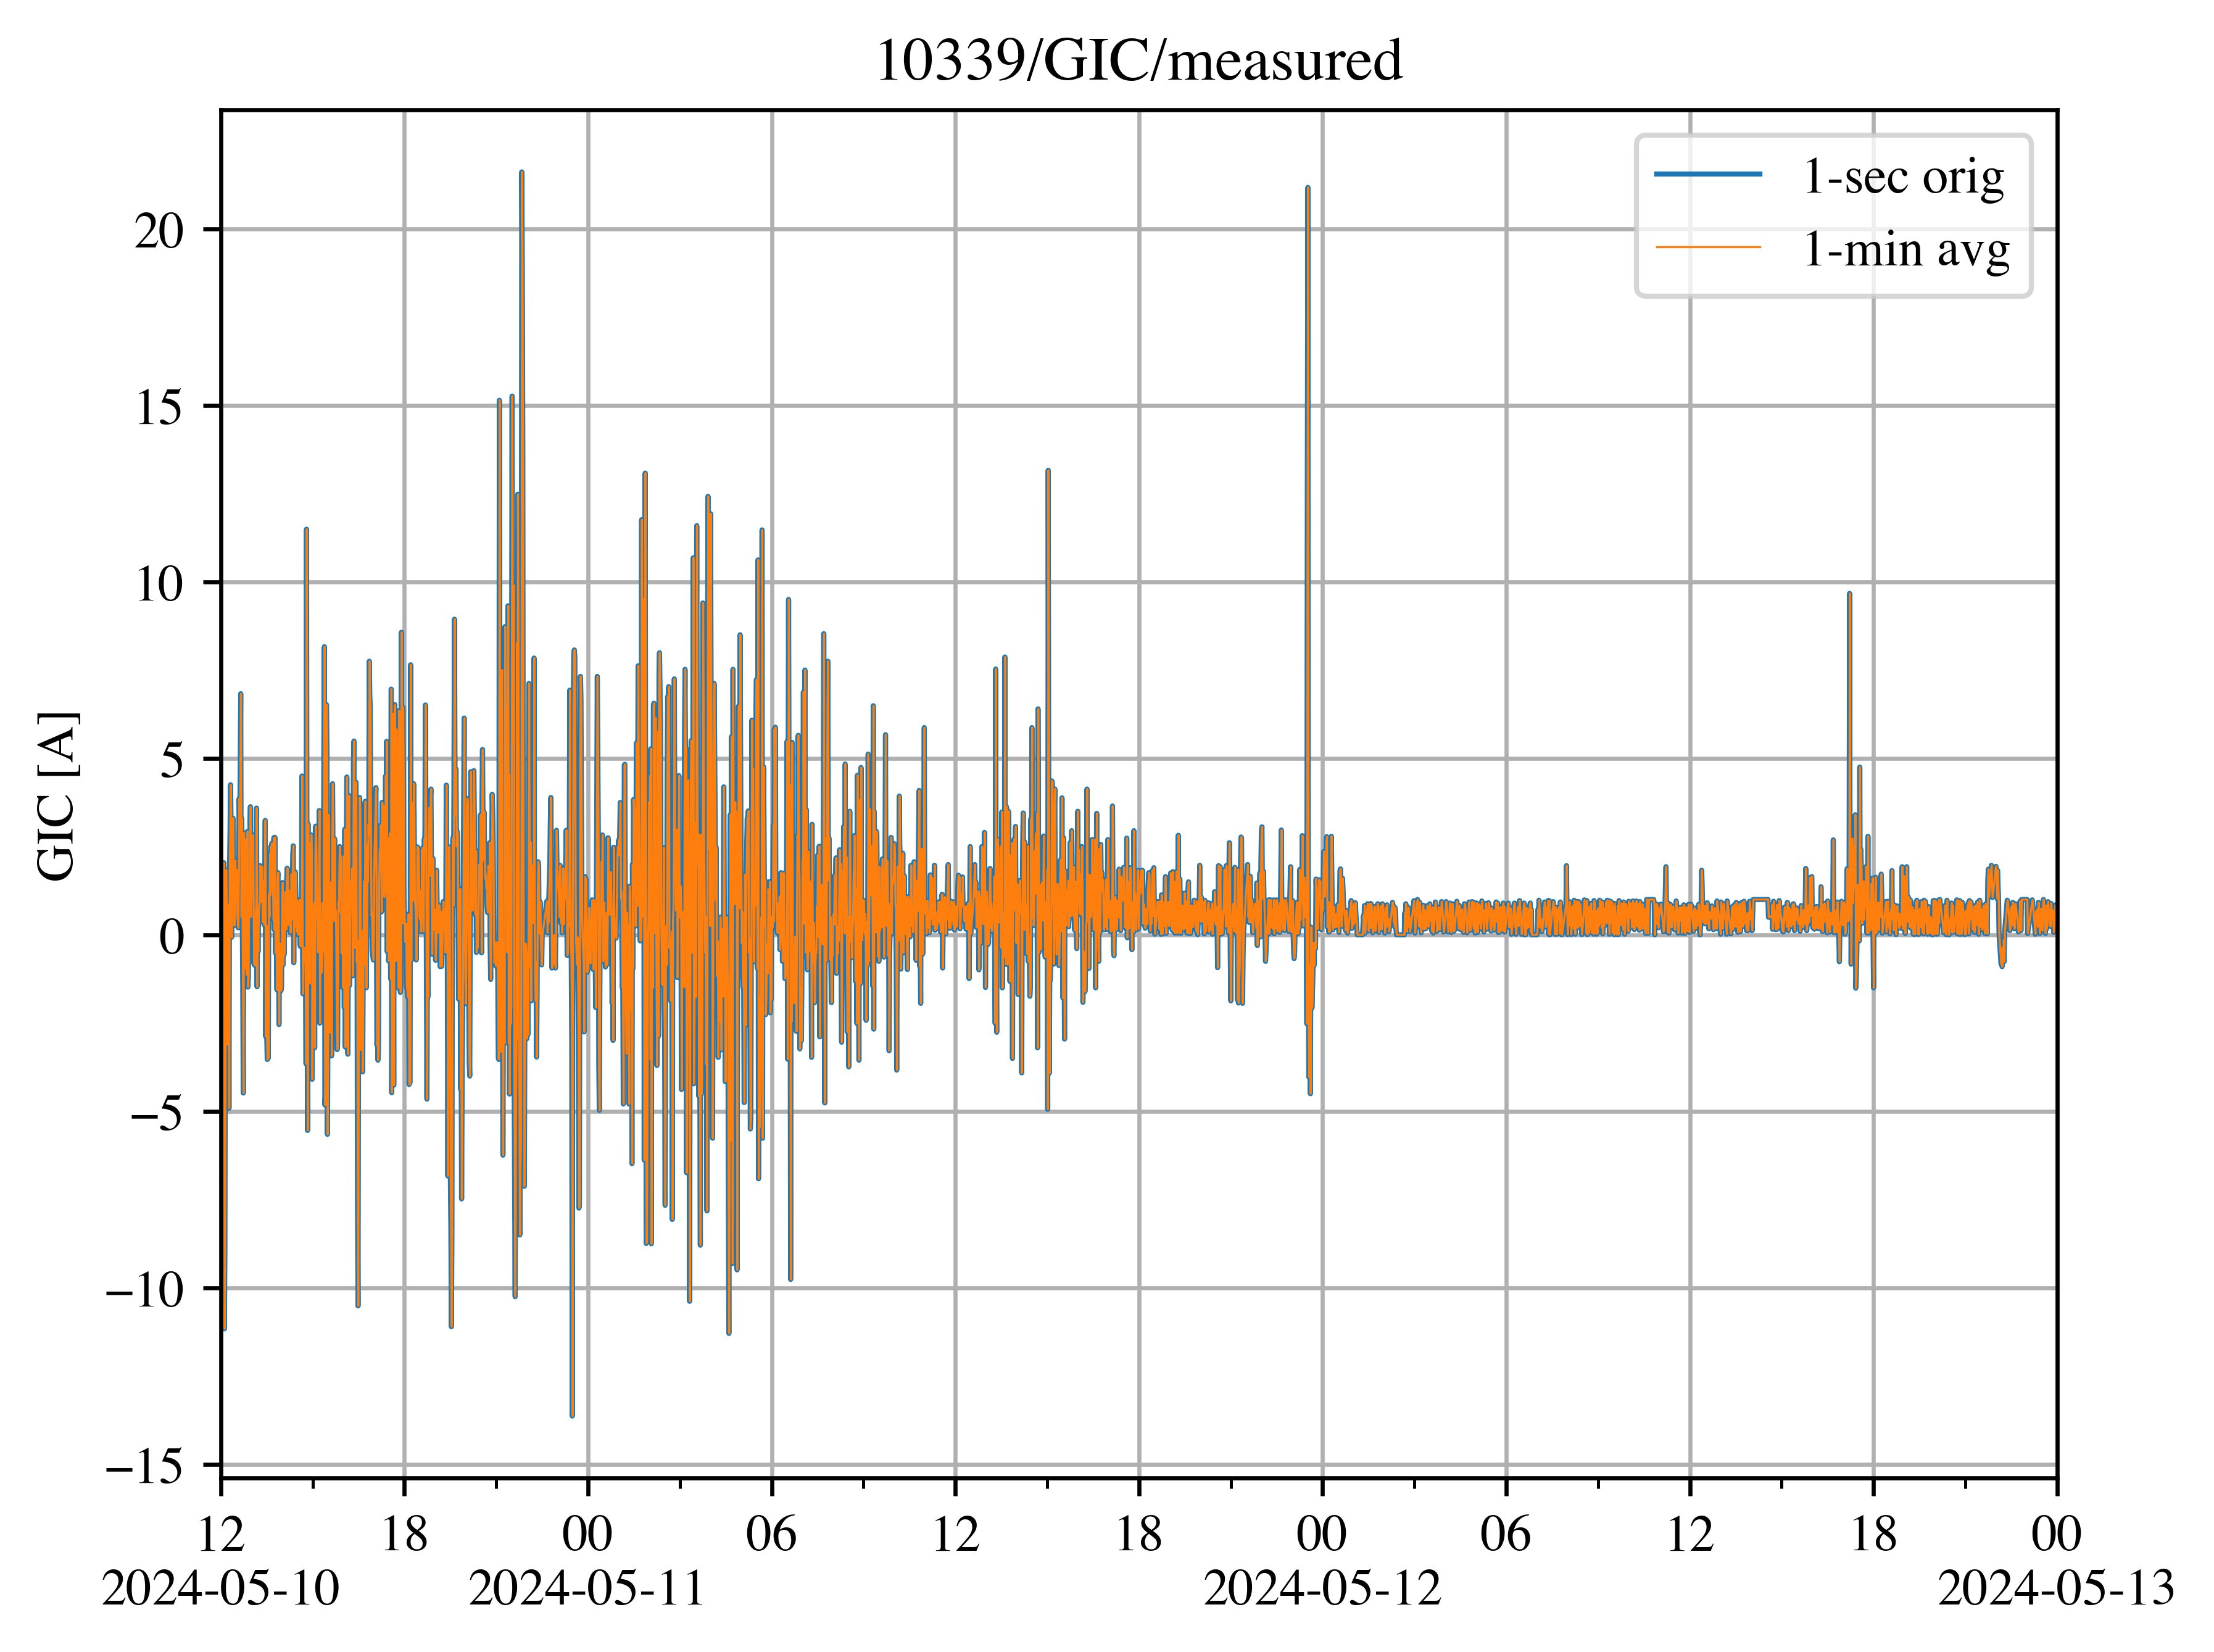 10339/GIC/measured
1-sec orig
1-min avg
GIC [A]
20
15
10
5
0
−5
−10
−15
12 18 00 06 12 18 00 06 12 18 00
2024-05-10 2024-05-11 2024-05-12 2024-05-13